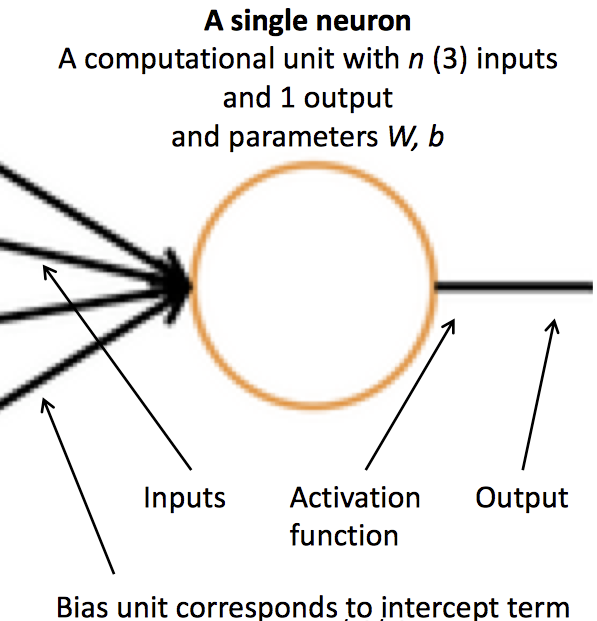 A single neuron
A computational unit with n (3) inputs
and 1 output
and parameters W, b
Inputs
Activation
function
Output
Bias unit corresponds to intercept term